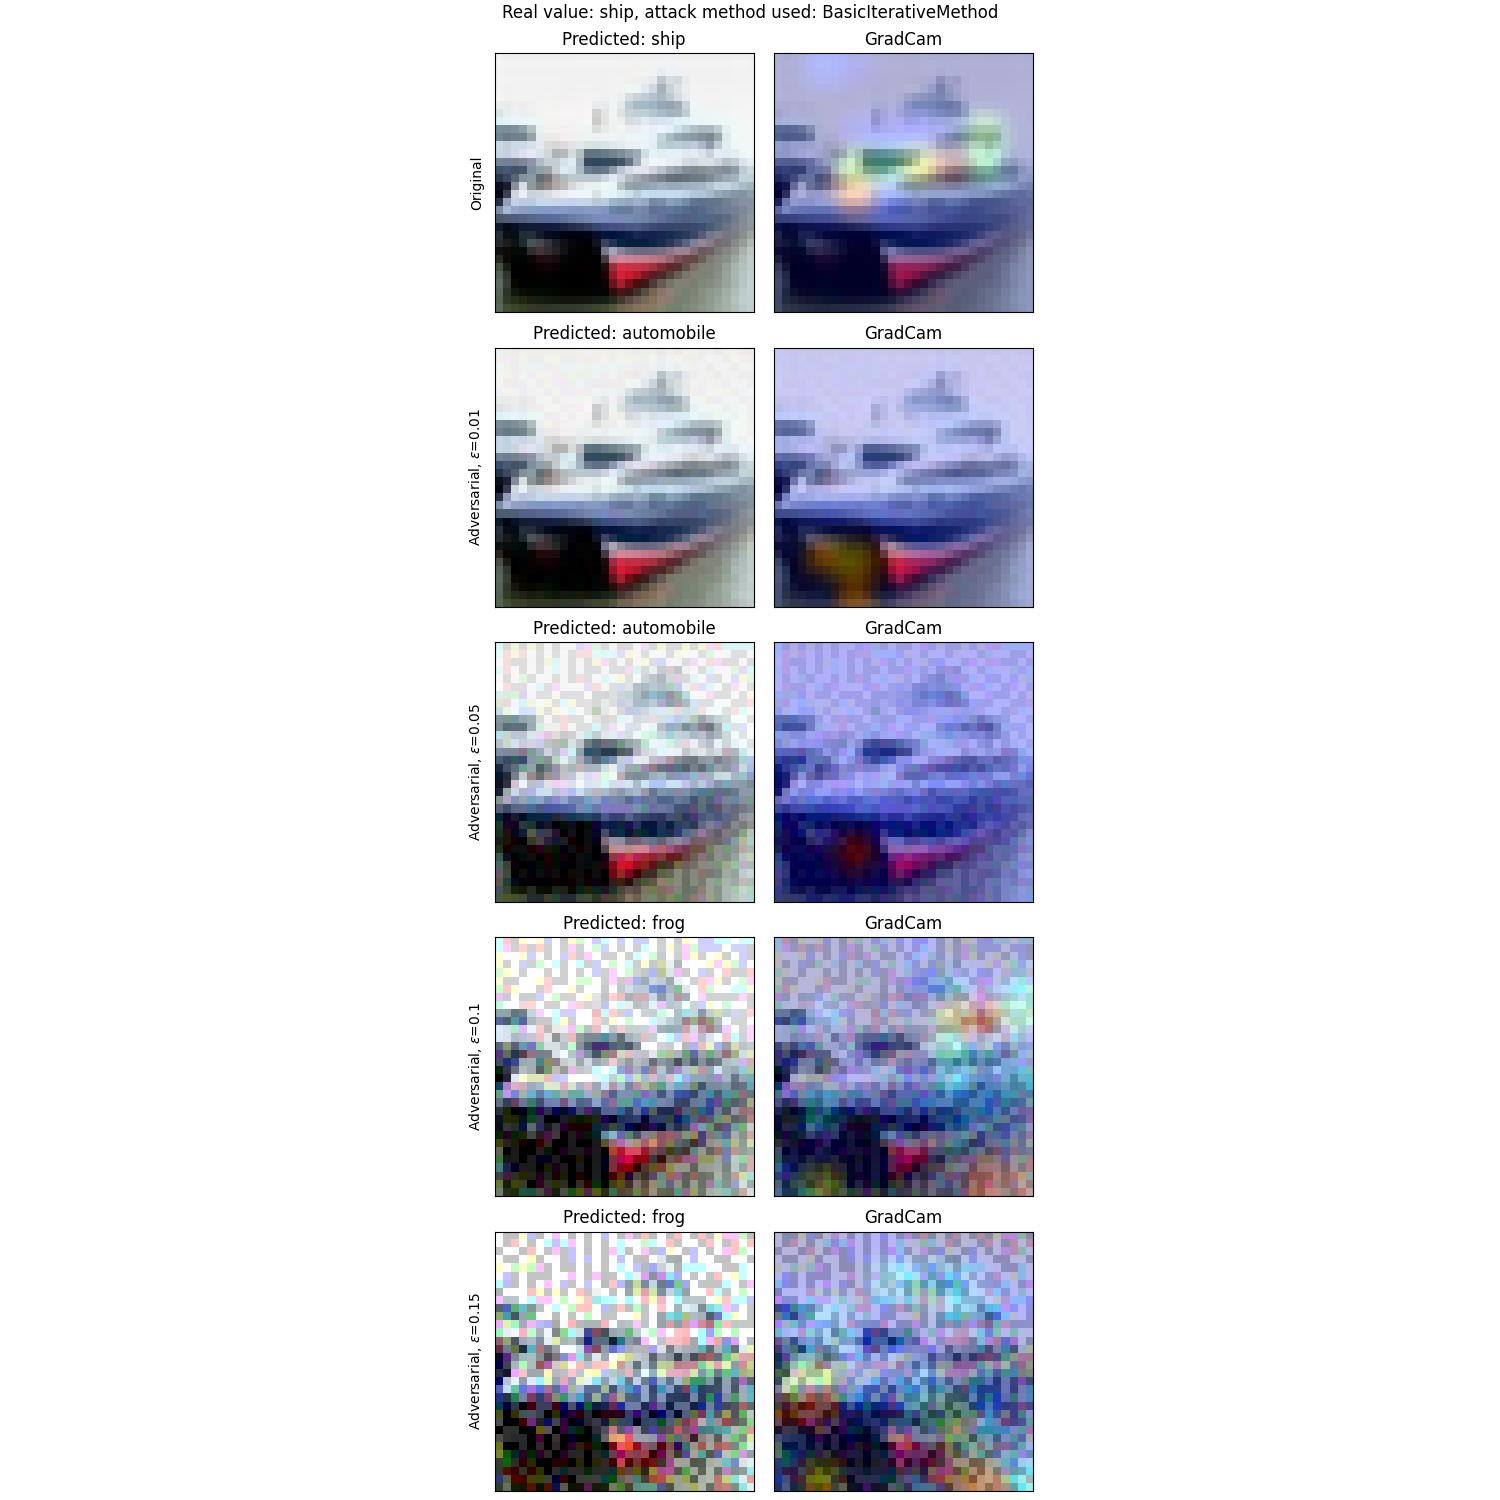 Real value: ship, attack method used: BasicIterativeMethod
Predicted: ship
GradCam
Original
Predicted: automobile
GradCam
Adversarial, ε=0.01
Predicted: automobile
GradCam
Adversarial, ε=0.05
Predicted: frog
GradCam
Adversarial, ε=0.1
Predicted: frog
GradCam
Adversarial, ε=0.15